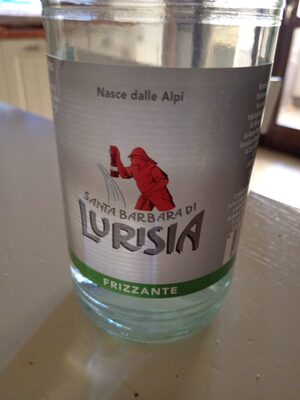 Nasce dalle Alpi
SANTA BARBARA DI
LURISIA
FRIZZANTE